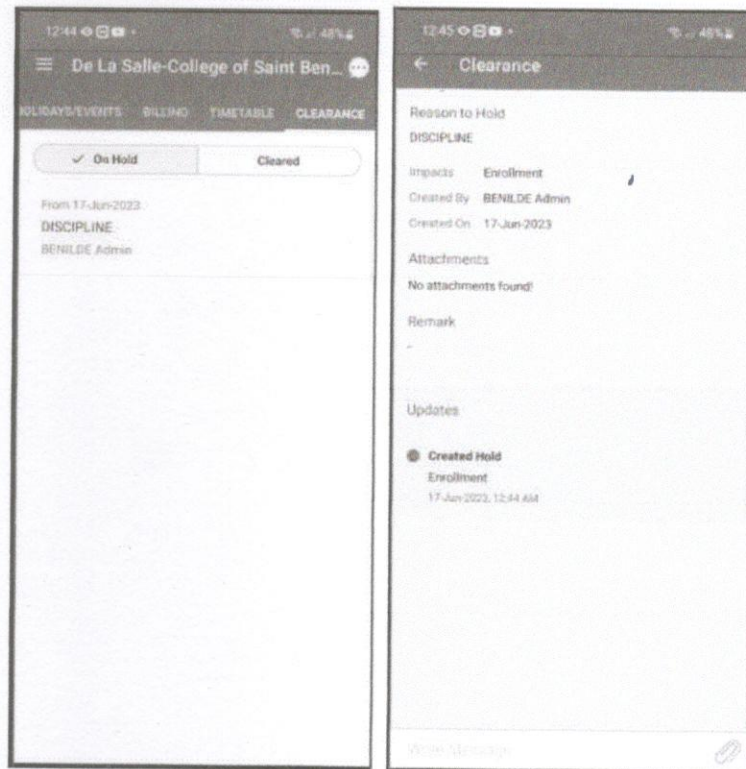 12:44
48%
De La Salle-College of Saint Ben...
HOLIDAYS/EVENTS BILLING TIMETABLE CLEARANCE
✓ On Hold Cleared
From 17-Jun-2023
DISCIPLINE
BENILDE Admin
12:45
48%
Clearance
Reason to Hold
DISCIPLINE
Impacts Enrollment
Created By BENILDE Admin
Created On 17-Jun-2023
Attachments
No attachments found!
Remark
-
Updates
Created Hold
Enrollment
17-Jun-2023, 12:44 AM
Write Message